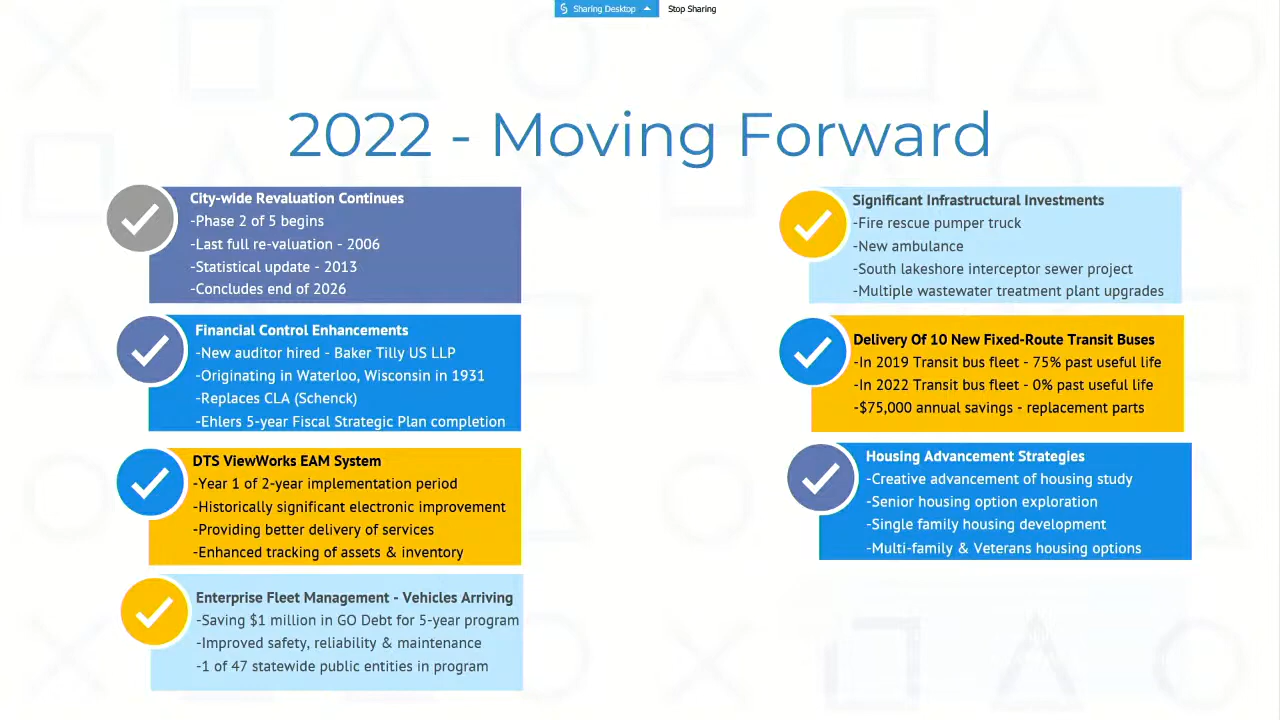 Sharing Desktop Stop Sharing
2022 - Moving Forward
City-wide Revaluation Continues
-Phase 2 of 5 begins
-Last full re-valuation - 2006
-Statistical update - 2013
-Concludes end of 2026
Financial Control Enhancements
-New auditor hired - Baker Tilly US LLP
-Originating in Waterloo, Wisconsin in 1931
-Replaces CLA (Schenck)
-Ehlers 5-year Fiscal Strategic Plan completion
DTS ViewWorks EAM System
-Year 1 of 2-year implementation period
-Historically significant electronic improvement
-Providing better delivery of services
-Enhanced tracking of assets & inventory
Enterprise Fleet Management - Vehicles Arriving
-Saving $1 million in GO Debt for 5-year program
-Improved safety, reliability & maintenance
-1 of 47 statewide public entities in program
Significant Infrastructural Investments
-Fire rescue pumper truck
-New ambulance
-South lakeshore interceptor sewer project
-Multiple wastewater treatment plant upgrades
Delivery Of 10 New Fixed-Route Transit Buses
-In 2019 Transit bus fleet - 75% past useful life
-In 2022 Transit bus fleet - 0% past useful life
-$75,000 annual savings - replacement parts
Housing Advancement Strategies
-Creative advancement of housing study
-Senior housing option exploration
-Single family housing development
-Multi-family & Veterans housing options